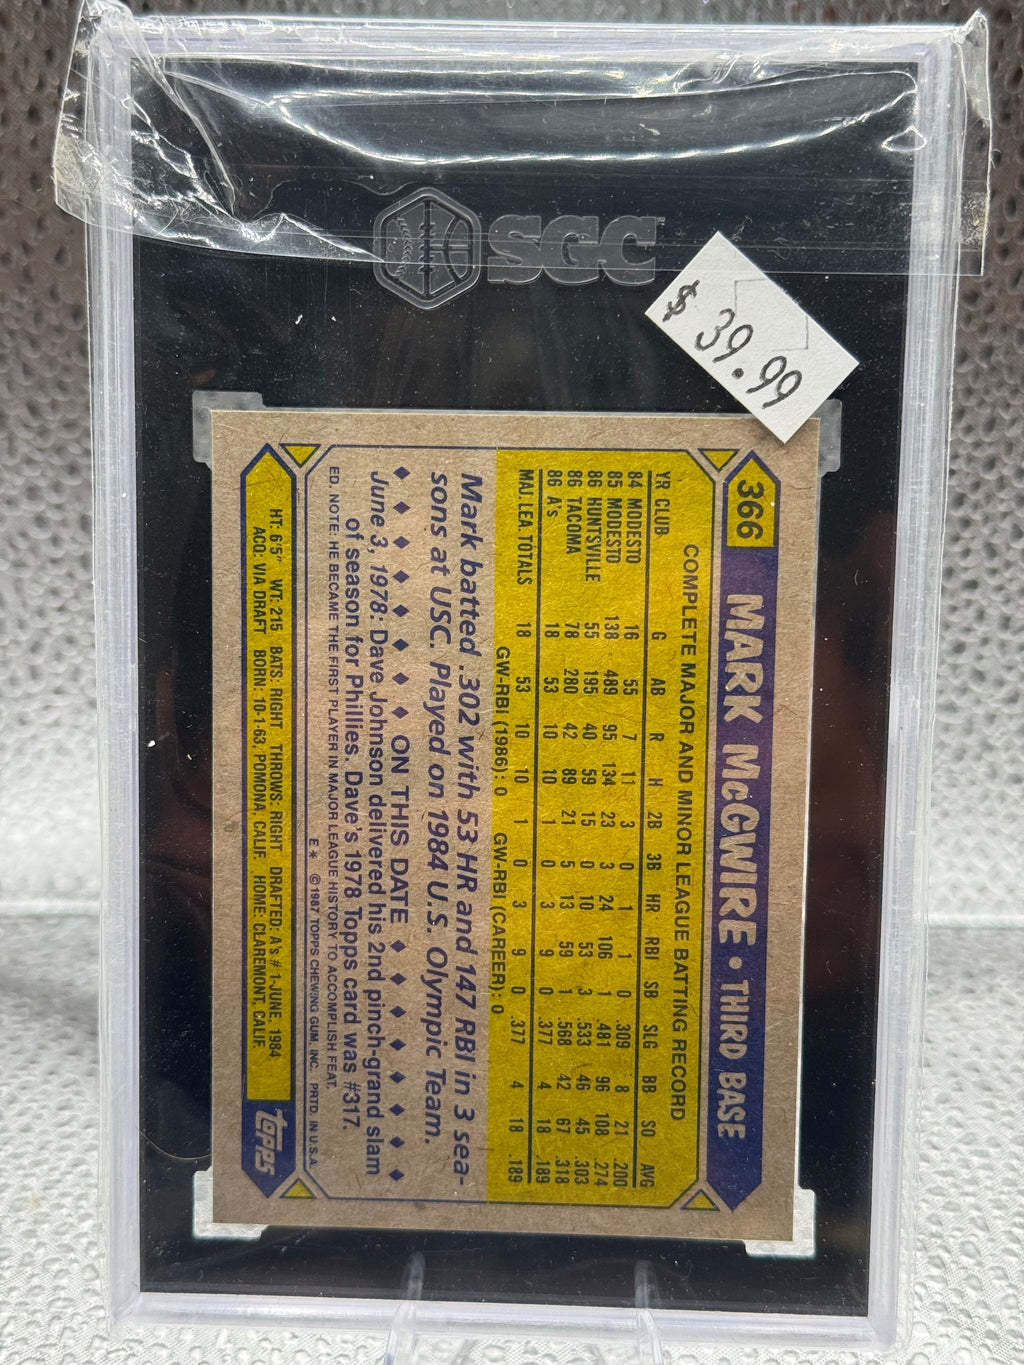 SGC
$ 39.99
366 MARK McGWIRE • THIRD BASE
COMPLETE MAJOR AND MINOR LEAGUE BATTING RECORD
YR CLUB G AB R H 2B 3B HR RBI SB SLG BB SO AVG
84 MODESTO 16 55 7 11 3 0 1 1 0 .309 8 21 .200
85 MODESTO 138 489 95 134 23 3 24 106 1 .481 96 108 .274
86 HUNTSVILLE 55 195 40 59 15 0 10 53 3 .533 46 45 .303
86 TACOMA 78 280 42 89 21 5 13 59 1 .568 42 67 .318
86 A's 18 53 10 10 1 0 3 9 0 .377 4 18 .189
MAJ. LEA. TOTALS 18 53 10 10 1 0 3 9 0 .377 4 18 .189
GW-RBI (1986): 0 GW-RBI (CAREER): 0
Mark batted .302 with 53 HR and 147 RBI in 3 sea-
sons at USC. Played on 1984 U.S. Olympic Team.
♦ ♦ ♦ ♦ ♦ ♦ ♦ ♦ ON THIS DATE ♦ ♦ ♦ ♦ ♦ ♦ ♦ ♦
June 3, 1978: Dave Johnson delivered his 2nd pinch-grand slam
of season for Phillies. Dave's 1978 Topps card was #317.
ED. NOTE: HE BECAME THE FIRST PLAYER IN MAJOR LEAGUE HISTORY TO ACCOMPLISH FEAT.
E* ©1987 TOPPS CHEWING GUM, INC. PRTD. IN U.S.A.
HT: 6'5" WT: 215 BATS: RIGHT THROWS: RIGHT DRAFTED: A's #1-JUNE, 1984
ACQ: VIA DRAFT BORN: 10-1-63, POMONA, CALIF. HOME: CLAREMONT, CALIF.
TOPPS